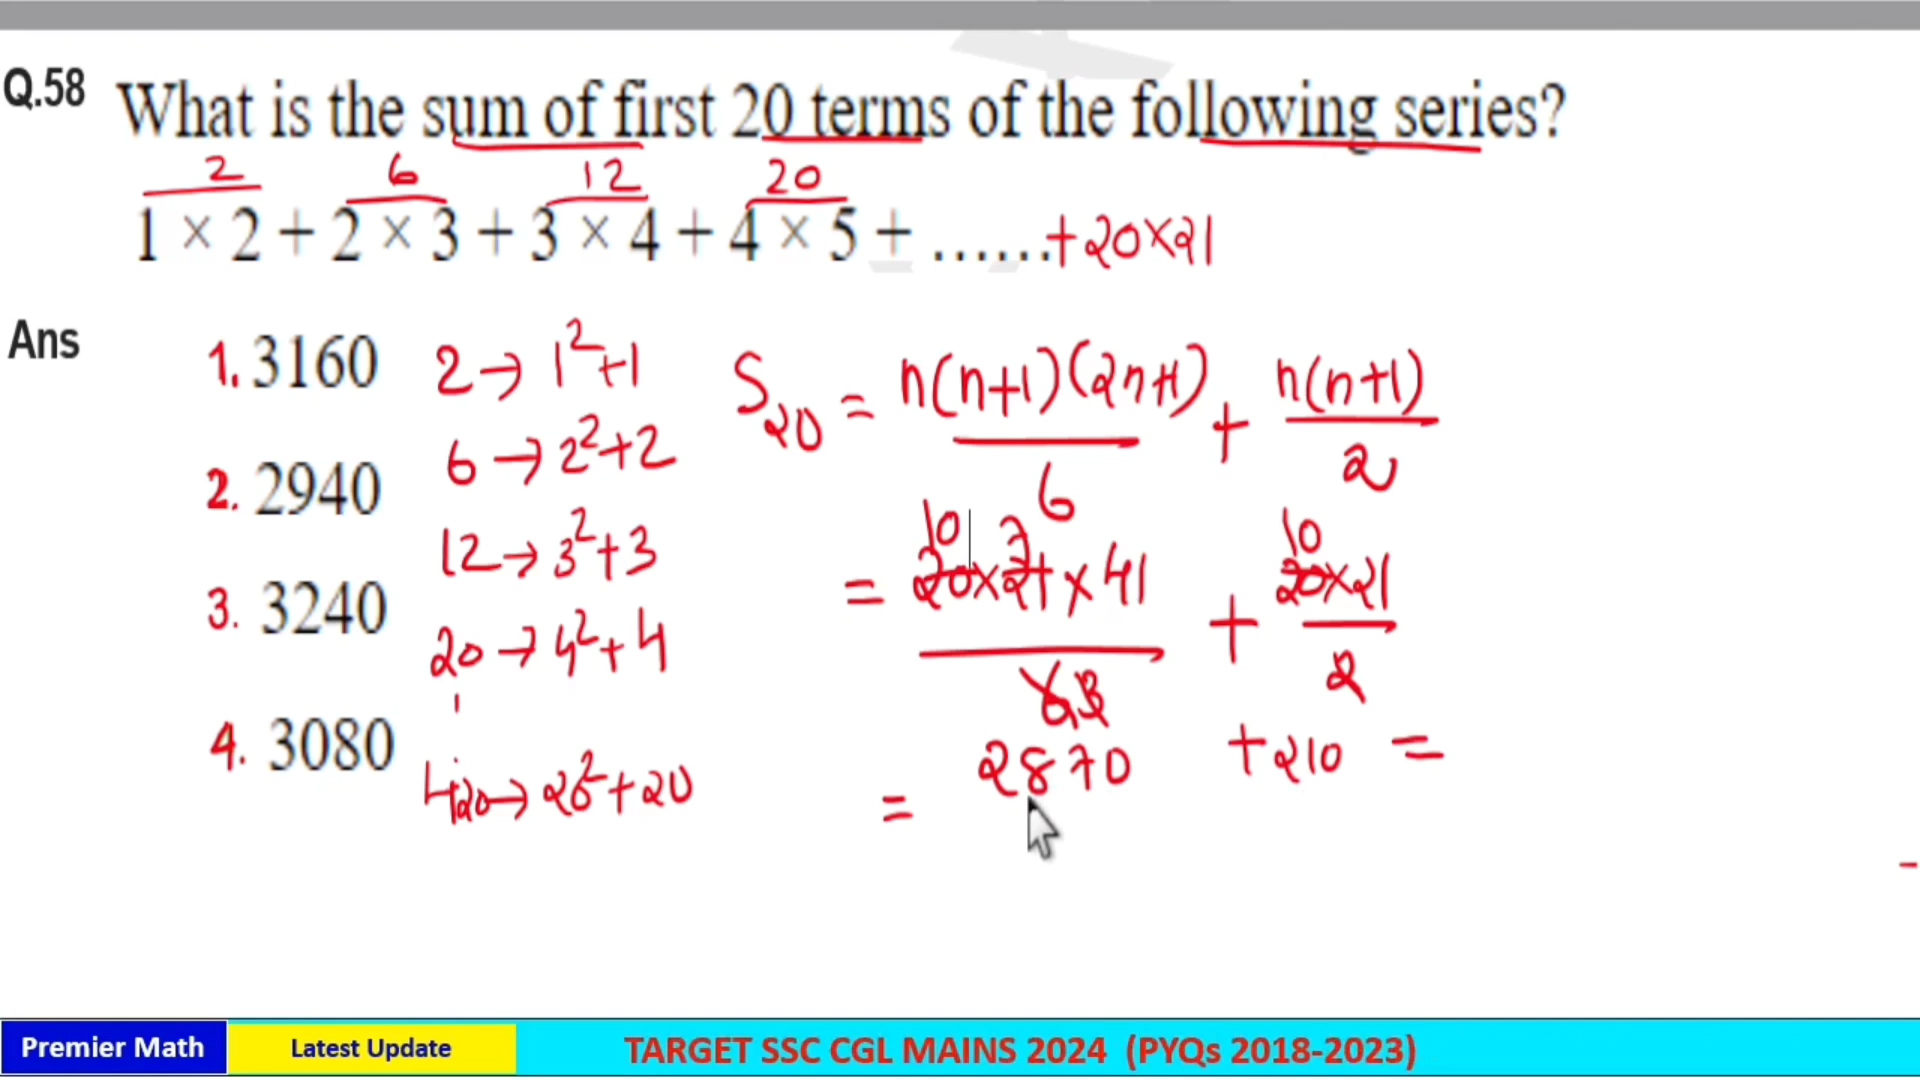 Q.58 What is the sum of first 20 terms of the following series?
2 6 12 20
1 × 2 + 2 × 3 + 3 × 4 + 4 × 5 + ......+20×21
Ans
1. 3160
2. 2940
3. 3240
4. 3080
2→ 1²+1
6→2²+2
12→3²+3
20→4²+4
420→20²+20
S₂₀ = n(n+1)(2n+1)/6 + n(n+1)/2
10 7 10
= 20×21×41/6 3 + 20×21/2
= 2870 +210 =
Premier Math Latest Update TARGET SSC CGL MAINS 2024 (PYQs 2018-2023)